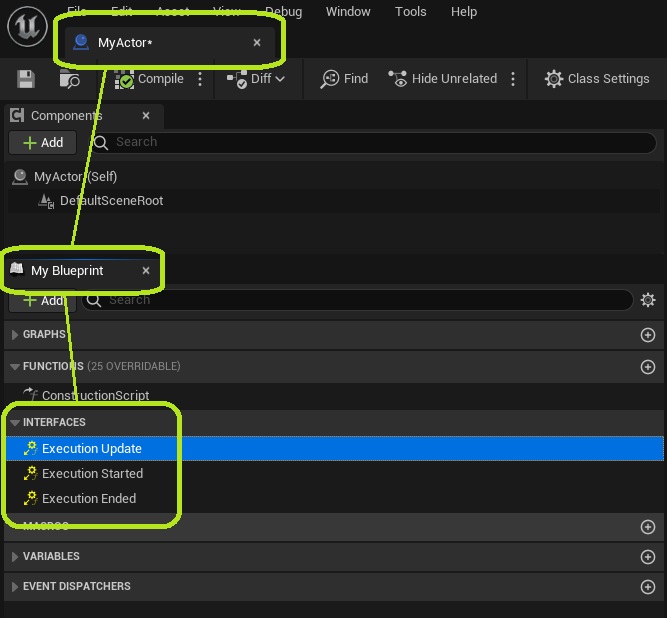 File Edit Asset View Debug Window Tools Help
MyActor*
Compile Diff Find Hide Unrelated Class Settings
Components
Add Search
MyActor (Self)
DefaultSceneRoot
My Blueprint
Add Search
GRAPHS
FUNCTIONS (25 OVERRIDABLE)
ConstructionScript
INTERFACES
Execution Update
Execution Started
Execution Ended
MACROS
VARIABLES
EVENT DISPATCHERS